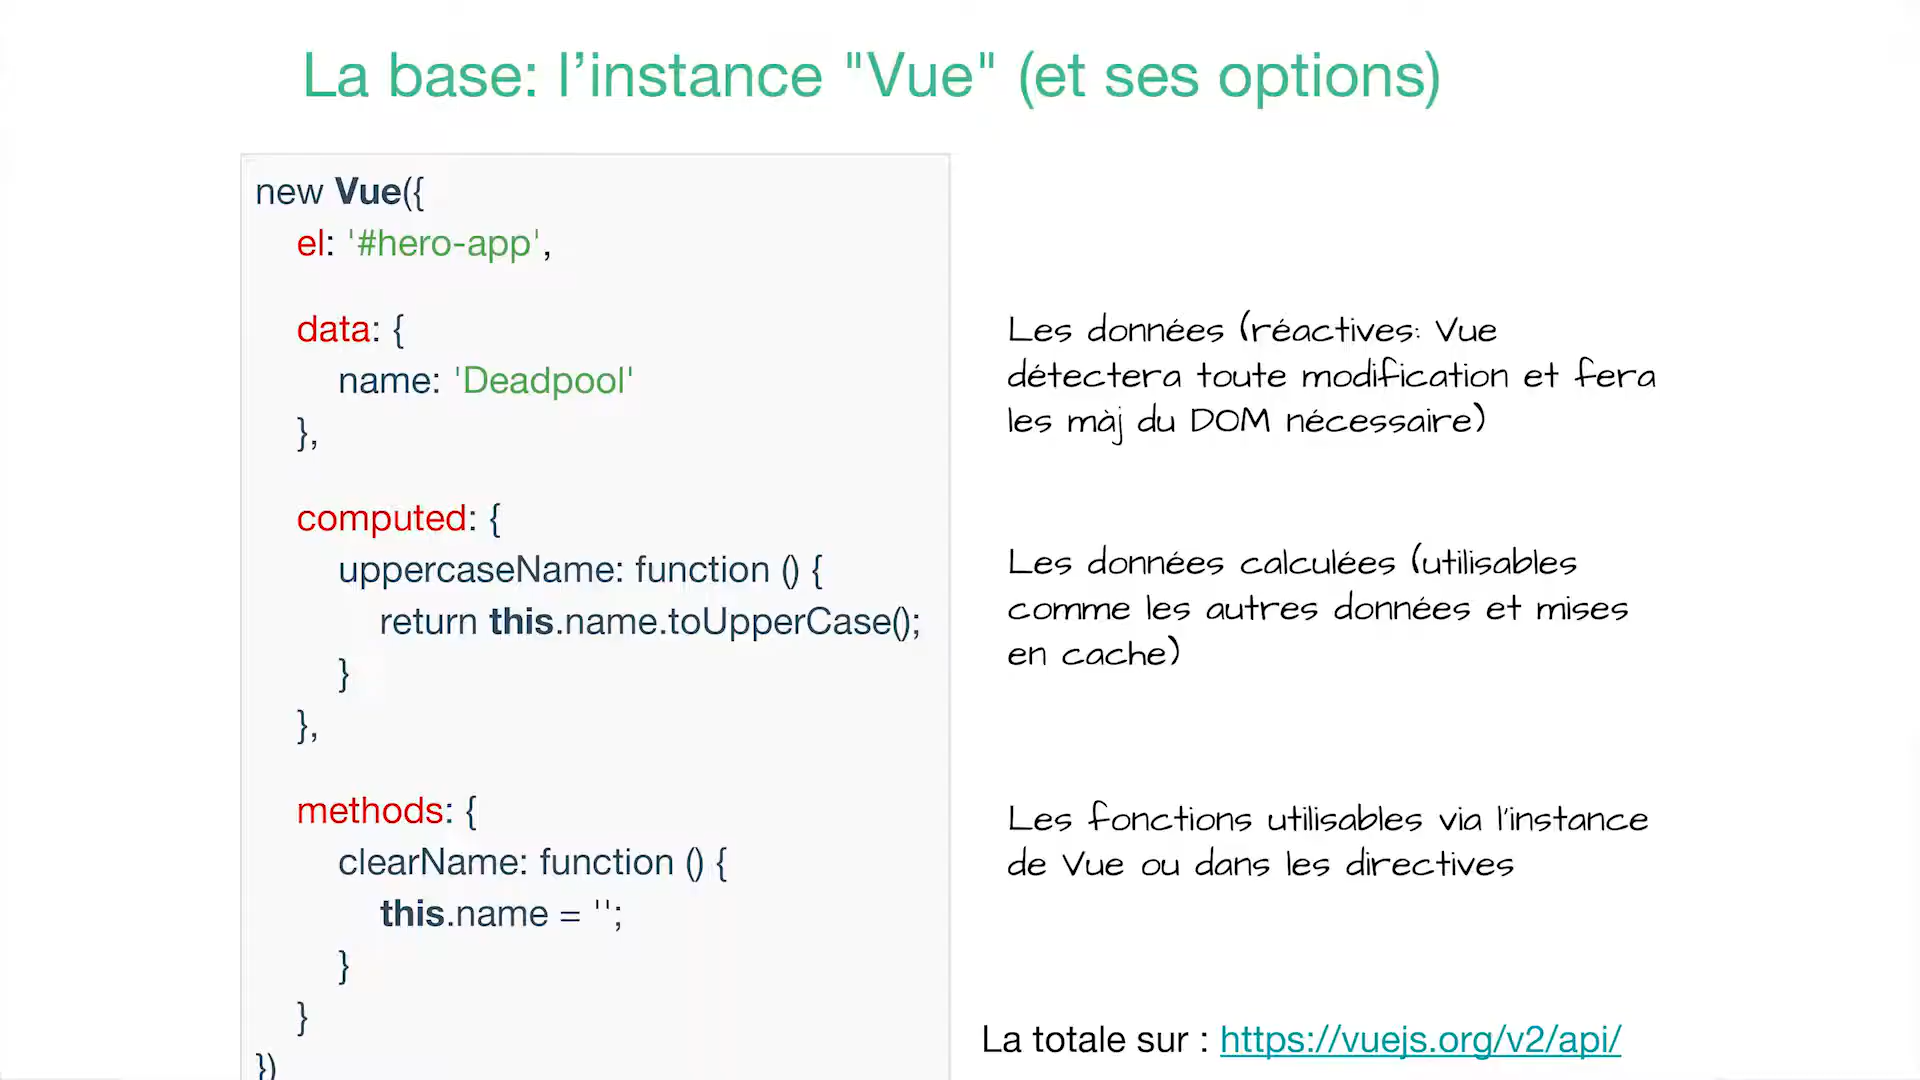 La base: l’instance "Vue" (et ses options)
new Vue({
el: '#hero-app',
data: {
name: 'Deadpool'
},
computed: {
uppercaseName: function () {
return this.name.toUpperCase();
}
},
methods: {
clearName: function () {
this.name = '';
}
}
})
Les données (réactives: Vue
détectera toute modification et fera
les màj du DOM nécessaire)
Les données calculées (utilisables
comme les autres données et mises
en cache)
Les fonctions utilisables via l'instance
de Vue ou dans les directives
La totale sur : https://vuejs.org/v2/api/